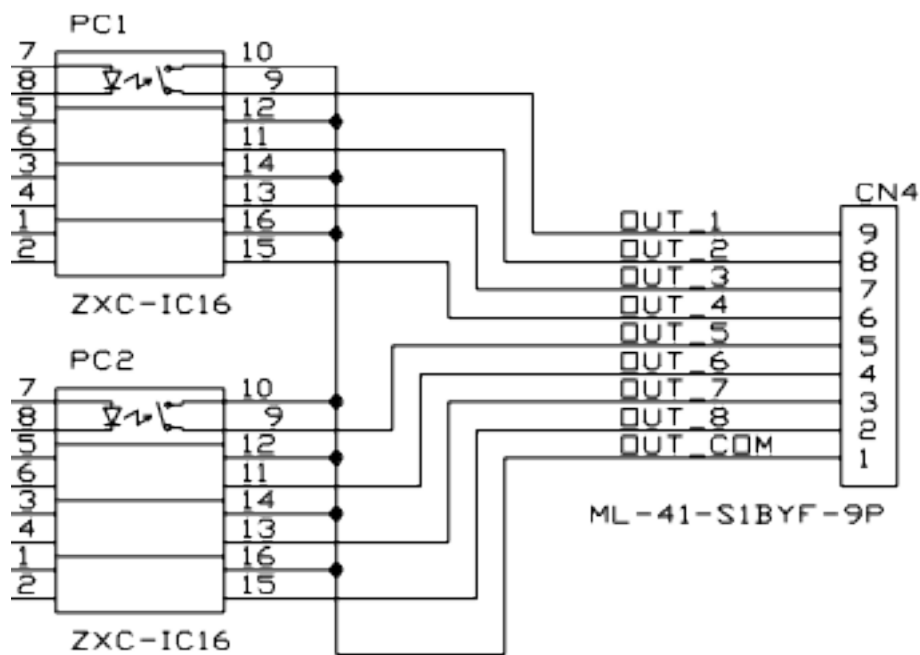 PC1
7 10
8 9
5 12
6 11
3 14
4 13
1 16
2 15
ZXC-IC16
PC2
7 10
8 9
5 12
6 11
3 14
4 13
1 16
2 15
ZXC-IC16
CN4
OUT_1 9
OUT_2 8
OUT_3 7
OUT_4 6
OUT_5 5
OUT_6 4
OUT_7 3
OUT_8 2
OUT_COM 1
ML-41-S1BYF-9P